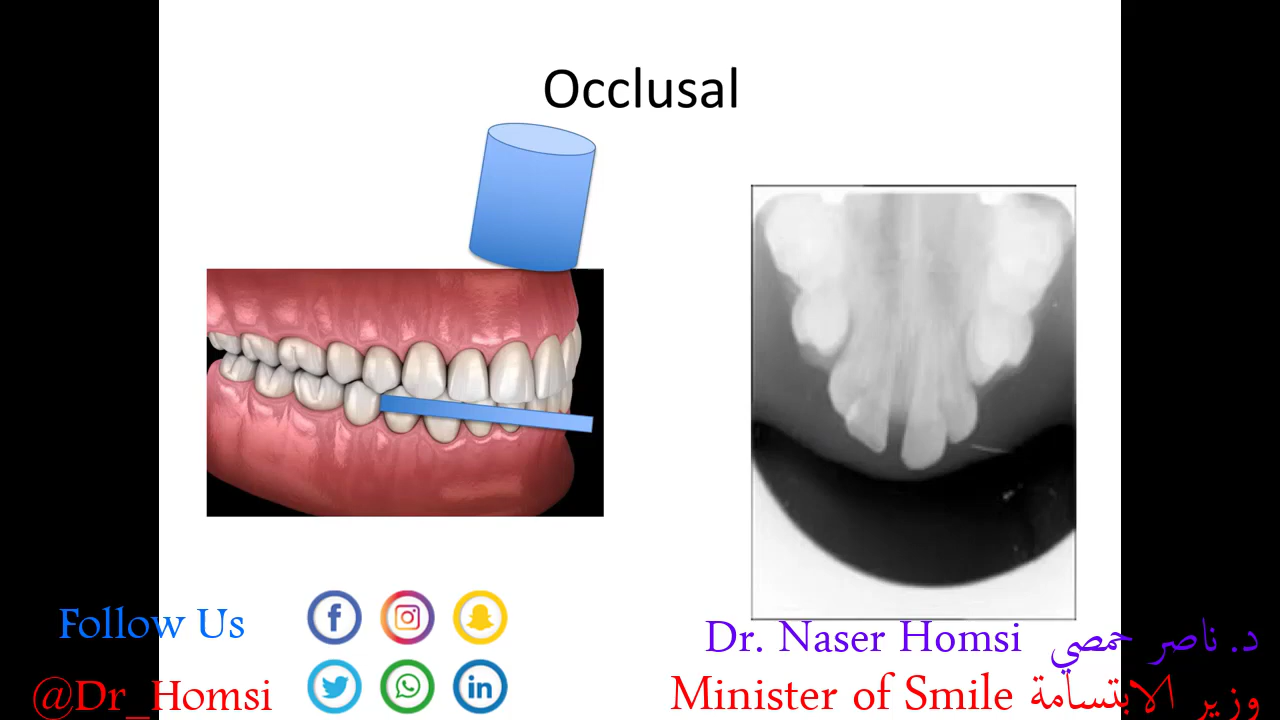 Occlusal
Follow Us
@Dr_Homsi
Dr. Naser Homsi د. ناصر حمصي
Minister of Smile وزير الابتسامة